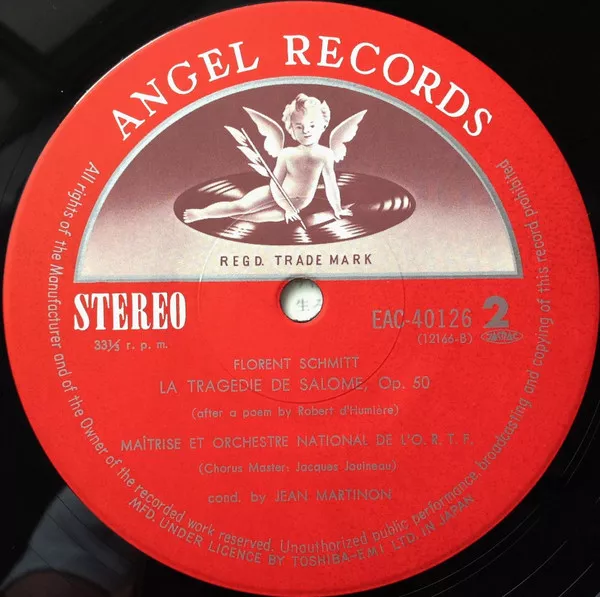 ANGEL RECORDS
REGD. TRADE MARK
STEREO
33⅓ r. p. m.
EAC-40126 2
(12166-B)
JASRAC
FLORENT SCHMITT
LA TRAGEDIE DE SALOME, Op. 50
(after a poem by Robert d'Humière)
MAÎTRISE ET ORCHESTRE NATIONAL DE L'O. R. T. F.
(Chorus Master: Jacques Jouineau)
cond. by JEAN MARTINON
All rights of the Manufacturer and of the Owner of the recorded work reserved. Unauthorized public performance, broadcasting and copying of this record prohibited
MFD. UNDER LICENCE BY TOSHIBA-EMI LTD. IN JAPAN